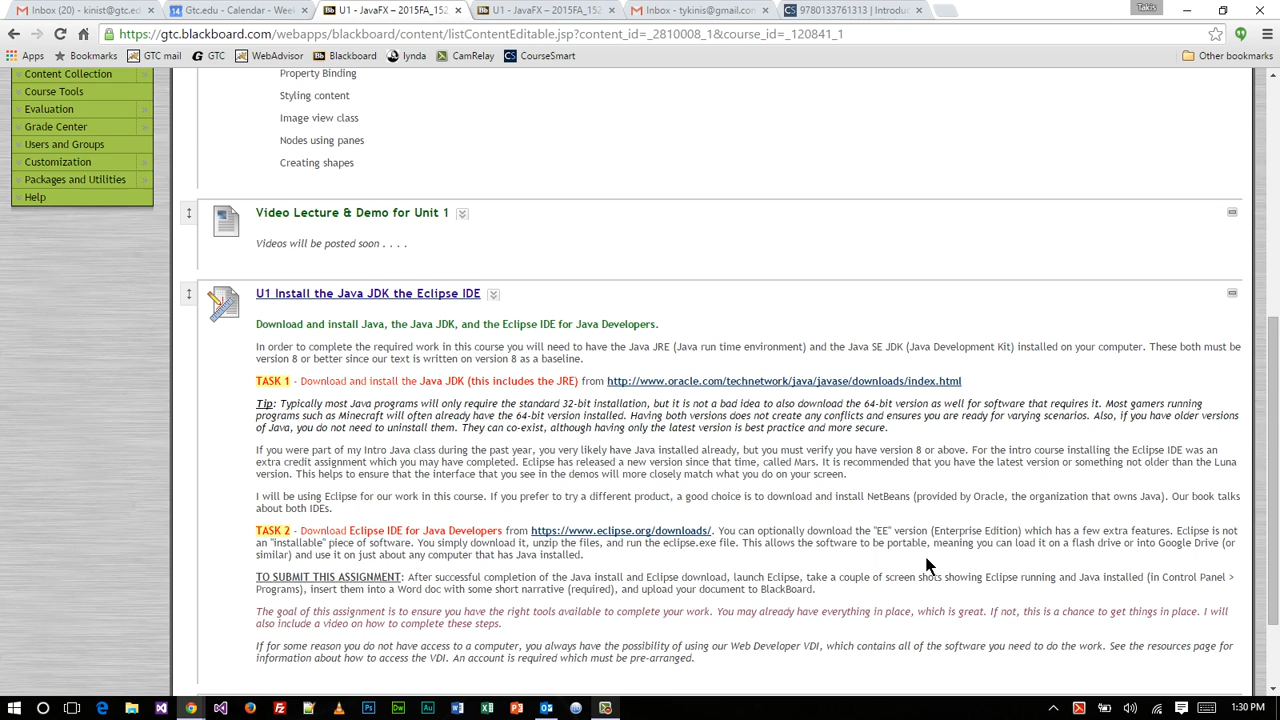 Inbox (20) - kinist@gtc.ed
Gtc.edu - Calendar - Week
U1 - JavaFX – 2015FA_152
U1 - JavaFX – 2015FA_152
Inbox - tykinis@gmail.com
9780133761313 | Introduc
Takis
https://gtc.blackboard.com/webapps/blackboard/content/listContentEditable.jsp?content_id=_2810008_1&course_id=_120841_1
Apps
Bookmarks
GTC mail
GTC
WebAdvisor
Blackboard
lynda
CamRelay
CourseSmart
Other bookmarks
Content Collection
Course Tools
Evaluation
Grade Center
Users and Groups
Customization
Packages and Utilities
Help
Property Binding
Styling content
Image view class
Nodes using panes
Creating shapes
Video Lecture & Demo for Unit 1
Videos will be posted soon . . . .
U1 Install the Java JDK the Eclipse IDE
Download and install Java, the Java JDK, and the Eclipse IDE for Java Developers.
In order to complete the required work in this course you will need to have the Java JRE (Java run time environment) and the Java SE JDK (Java Development Kit) installed on your computer. These both must be
version 8 or better since our text is written on version 8 as a baseline.
TASK 1 - Download and install the Java JDK (this includes the JRE) from http://www.oracle.com/technetwork/java/javase/downloads/index.html
Tip: Typically most Java programs will only require the standard 32-bit installation, but it is not a bad idea to also download the 64-bit version as well for software that requires it. Most gamers running
programs such as Minecraft will often already have the 64-bit version installed. Having both versions does not create any conflicts and ensures you are ready for varying scenarios. Also, if you have older versions
of Java, you do not need to uninstall them. They can co-exist, although having only the latest version is best practice and more secure.
If you were part of my Intro Java class during the past year, you very likely have Java installed already, but you must verify you have version 8 or above. For the intro course installing the Eclipse IDE was an
extra credit assignment which you may have completed. Eclipse has released a new version since that time, called Mars. It is recommended that you have the latest version or something not older than the Luna
version. This helps to ensure that the interface that you see in the demos will more closely match what you do on your screen.
I will be using Eclipse for our work in this course. If you prefer to try a different product, a good choice is to download and install NetBeans (provided by Oracle, the organization that owns Java). Our book talks
about both IDEs.
TASK 2 - Download Eclipse IDE for Java Developers from https://www.eclipse.org/downloads/. You can optionally download the "EE" version (Enterprise Edition) which has a few extra features. Eclipse is not
an "installable" piece of software. You simply download it, unzip the files, and run the eclipse.exe file. This allows the software to be portable, meaning you can load it on a flash drive or into Google Drive (or
similar) and use it on just about any computer that has Java installed.
TO SUBMIT THIS ASSIGNMENT: After successful completion of the Java install and Eclipse download, launch Eclipse, take a couple of screen shots showing Eclipse running and Java installed (in Control Panel >
Programs), insert them into a Word doc with some short narrative (required), and upload your document to BlackBoard.
The goal of this assignment is to ensure you have the right tools available to complete your work. You may already have everything in place, which is great. If not, this is a chance to get things in place. I will
also include a video on how to complete these steps.
If for some reason you do not have access to a computer, you always have the possibility of using our Web Developer VDI, which contains all of the software you need to do the work. See the resources page for
information about how to access the VDI. An account is required which must be pre-arranged.
1:30 PM